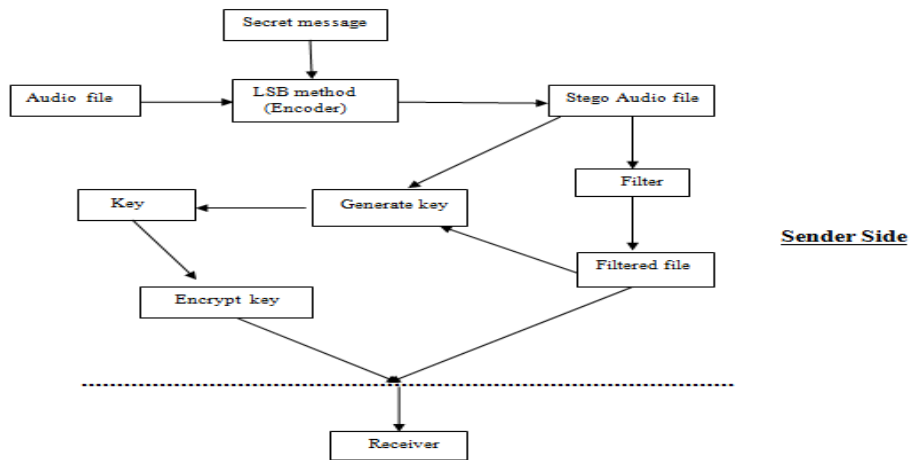 Secret message
Audio file
LSB method
(Encoder)
Stego Audio file
Filter
Key
Generate key
Sender Side
Filtered file
Encrypt key
Receiver